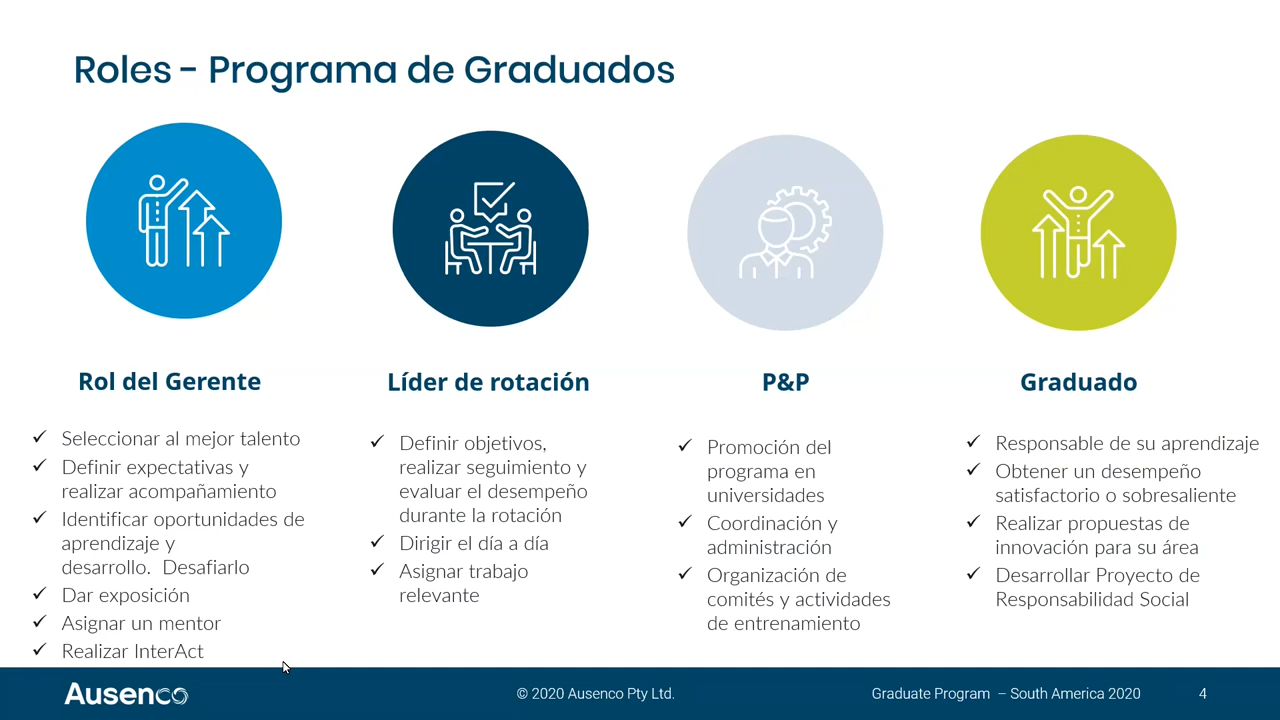 Roles - Programa de Graduados
Rol del Gerente
Seleccionar al mejor talento
Definir expectativas y
realizar acompañamiento
Identificar oportunidades de
aprendizaje y
desarrollo.  Desafiarlo
Dar exposición
Asignar un mentor
Realizar InterAct
Líder de rotación
Definir objetivos,
realizar seguimiento y
evaluar el desempeño
durante la rotación
Dirigir el día a día
Asignar trabajo
relevante
P&P
Promoción del
programa en
universidades
Coordinación y
administración
Organización de
comités y actividades
de entrenamiento
Graduado
Responsable de su aprendizaje
Obtener un desempeño
satisfactorio o sobresaliente
Realizar propuestas de
innovación para su área
Desarrollar Proyecto de
Responsabilidad Social
Ausenco
© 2020 Ausenco Pty Ltd.
Graduate Program – South America 2020
4